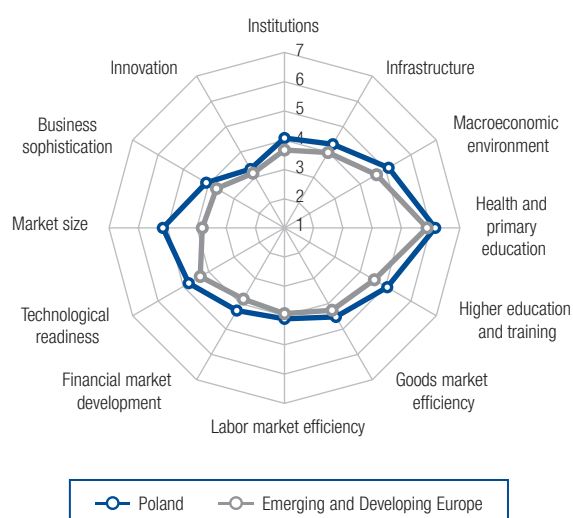 Institutions
7
6
5
4
3
2
1
Infrastructure
Macroeconomic
environment
Health and
primary
education
Higher education
and training
Goods market
efficiency
Labor market efficiency
Financial market
development
Technological
readiness
Market size
Business
sophistication
Innovation
Poland
Emerging and Developing Europe